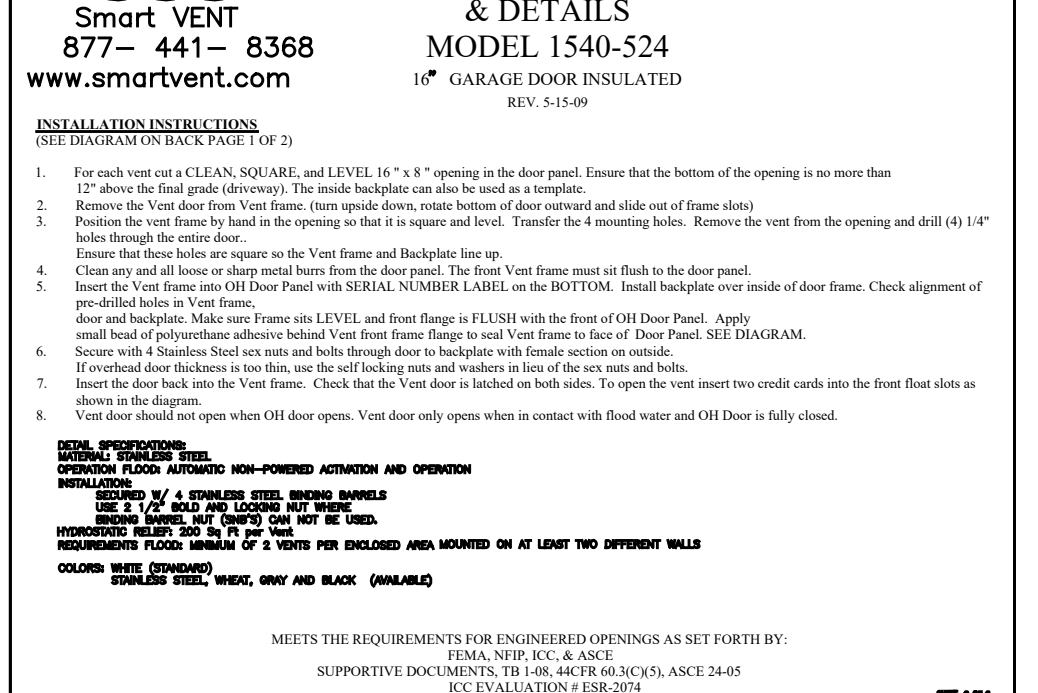 Smart VENT
877- 441- 8368
www.smartvent.com
& DETAILS
MODEL 1540-524
16" GARAGE DOOR INSULATED
REV. 5-15-09
INSTALLATION INSTRUCTIONS
(SEE DIAGRAM ON BACK PAGE 1 OF 2)
1. For each vent cut a CLEAN, SQUARE, and LEVEL 16 " x 8 " opening in the door panel. Ensure that the bottom of the opening is no more than
12" above the final grade (driveway). The inside backplate can also be used as a template.
2. Remove the Vent door from Vent frame. (turn upside down, rotate bottom of door outward and slide out of frame slots)
3. Position the vent frame by hand in the opening so that it is square and level. Transfer the 4 mounting holes. Remove the vent from the opening and drill (4) 1/4"
holes through the entire door..
Ensure that these holes are square so the Vent frame and Backplate line up.
4. Clean any and all loose or sharp metal burrs from the door panel. The front Vent frame must sit flush to the door panel.
5. Insert the Vent frame into OH Door Panel with SERIAL NUMBER LABEL on the BOTTOM. Install backplate over inside of door frame. Check alignment of
pre-drilled holes in Vent frame,
door and backplate. Make sure Frame sits LEVEL and front flange is FLUSH with the front of OH Door Panel. Apply
small bead of polyurethane adhesive behind Vent front frame flange to seal Vent frame to face of Door Panel. SEE DIAGRAM.
6. Secure with 4 Stainless Steel sex nuts and bolts through door to backplate with female section on outside.
If overhead door thickness is too thin, use the self locking nuts and washers in lieu of the sex nuts and bolts.
7. Insert the door back into the Vent frame. Check that the Vent door is latched on both sides. To open the vent insert two credit cards into the front float slots as
shown in the diagram.
8. Vent door should not open when OH door opens. Vent door only opens when in contact with flood water and OH Door is fully closed.
DETAIL SPECIFICATIONS:
MATERIAL: STAINLESS STEEL
OPERATION FLOOD: AUTOMATIC NON-POWERED ACTIVATION AND OPERATION
INSTALLATION:
SECURED W/ 4 STAINLESS STEEL BINDING BARRELS
USE 2 1/2" BOLD AND LOCKING NUT WHERE
BINDING BARREL NUT (SNB'S) CAN NOT BE USED.
HYDROSTATIC RELIEF: 200 Sq Ft per Vent
REQUIREMENTS FLOOD: MINIMUM OF 2 VENTS PER ENCLOSED AREA MOUNTED ON AT LEAST TWO DIFFERENT WALLS
COLORS: WHITE (STANDARD)
STAINLESS STEEL, WHEAT, GRAY AND BLACK (AVAILABLE)
MEETS THE REQUIREMENTS FOR ENGINEERED OPENINGS AS SET FORTH BY:
FEMA, NFIP, ICC, & ASCE
SUPPORTIVE DOCUMENTS, TB 1-08, 44CFR 60.3(C)(5), ASCE 24-05
ICC EVALUATION # ESR-2074